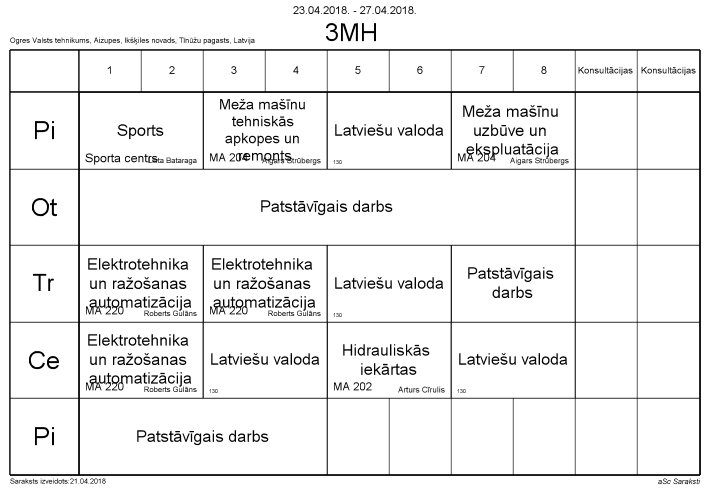 23.04.2018. - 27.04.2018.
3MH
Ogres Valsts tehnikums, Aizupes, Ikšķiles novads, Tīnūžu pagasts, Latvija
1 2 3 4 5 6 7 8 Konsultācijas Konsultācijas
Pi
Sports
Sporta centrs
Bataraga
Meža mašīnu
tehniskās
apkopes un
remonts
MA 204
Aigars Strūbergs
Latviešu valoda
130
Meža mašīnu
uzbūve un
ekspluatācija
MA 204
Aigars Strūbergs
Ot
Patstāvīgais darbs
Tr
Elektrotehnika
un ražošanas
automatizācija
MA 220
Roberts Gulāns
Elektrotehnika
un ražošanas
automatizācija
MA 220
Roberts Gulāns
Latviešu valoda
130
Patstāvīgais
darbs
Ce
Elektrotehnika
un ražošanas
automatizācija
MA 220
Roberts Gulāns
Latviešu valoda
130
Hidrauliskās
iekārtas
MA 202
Arturs Cīrulis
Latviešu valoda
130
Pi
Patstāvīgais darbs
Saraksts izveidots:21.04.2018
aSc Saraksti